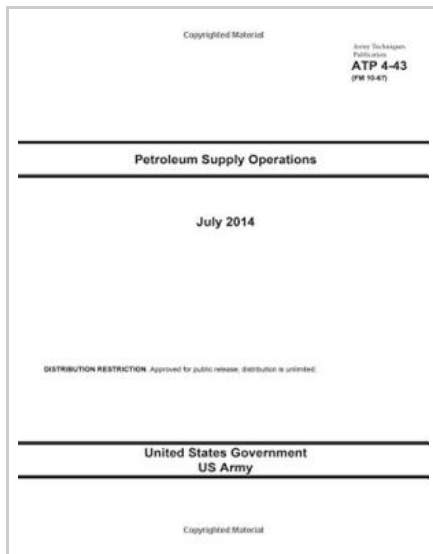 Copyrighted Material
Army Techniques
Publication
ATP 4-43
(FM 10-67)
Petroleum Supply Operations
July 2014
DISTRIBUTION RESTRICTION. Approved for public release; distribution is unlimited.
United States Government
US Army
Copyrighted Material